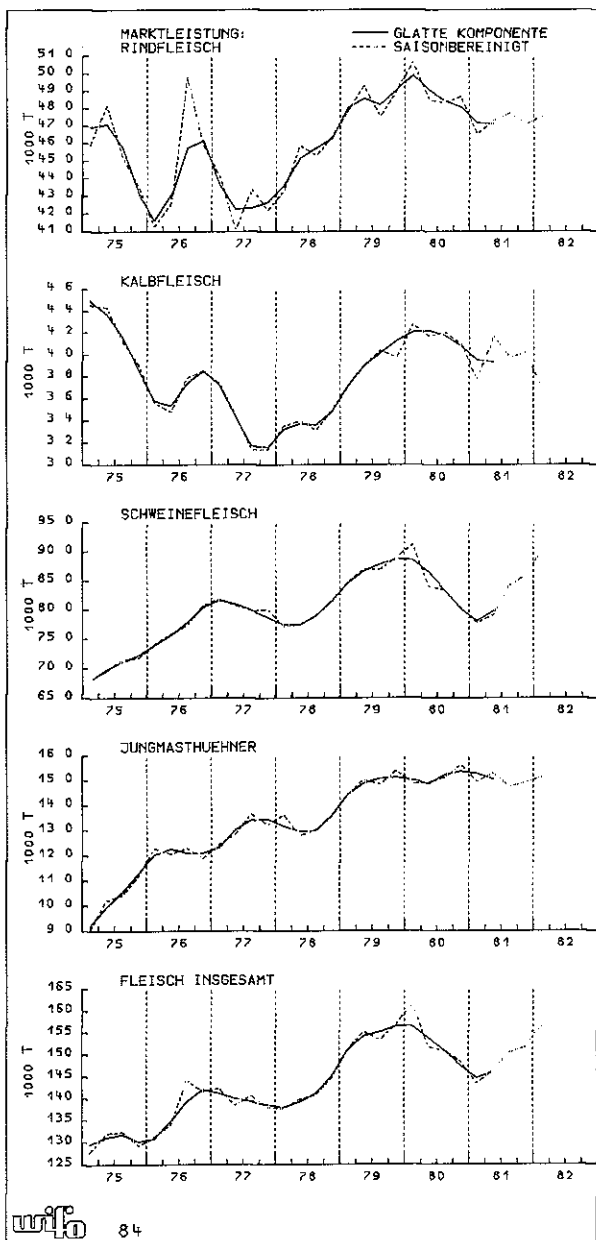 MARKTLEISTUNG: GLATTE KOMPONENTE
RINDFLEISCH SAISONBEREINIGT
1000 T
51 0
50 0
49 0
48 0
47 0
46 0
45 0
44 0
43 0
42 0
41 0
75 76 77 78 79 80 81 82
KALBFLEISCH
1000 T
4 6
4 4
4 2
4 0
3 8
3 6
3 4
3 2
3 0
75 76 77 78 79 80 81 82
SCHWEINEFLEISCH
1000 T
95 0
90 0
85 0
80 0
75 0
70 0
65 0
75 76 77 78 79 80 81 82
JUNGMASTHUEHNER
1000 T
16 0
15 0
14 0
13 0
12 0
11 0
10 0
9 0
75 76 77 78 79 80 81 82
FLEISCH INSGESAMT
1000 T
165
160
155
150
145
140
135
130
125
75 76 77 78 79 80 81 82
wifo 84